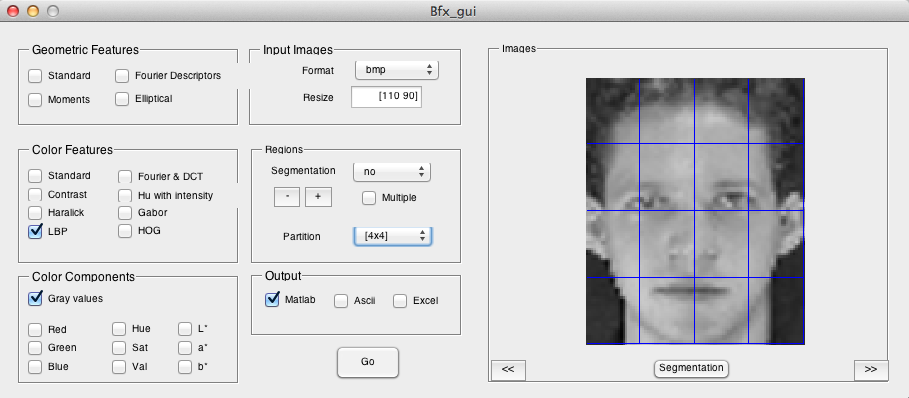 Bfx_gui
Geometric Features
Standard
Fourier Descriptors
Moments
Elliptical
Input Images
Format
bmp
Resize
[110 90]
Color Features
Standard
Fourier & DCT
Contrast
Hu with intensity
Haralick
Gabor
LBP
HOG
Regions
Segmentation
no
-
+
Multiple
Partition
[4x4]
Color Components
Gray values
Red
Hue
L*
Green
Sat
a*
Blue
Val
b*
Output
Matlab
Ascii
Excel
Go
Images
<<
Segmentation
>>